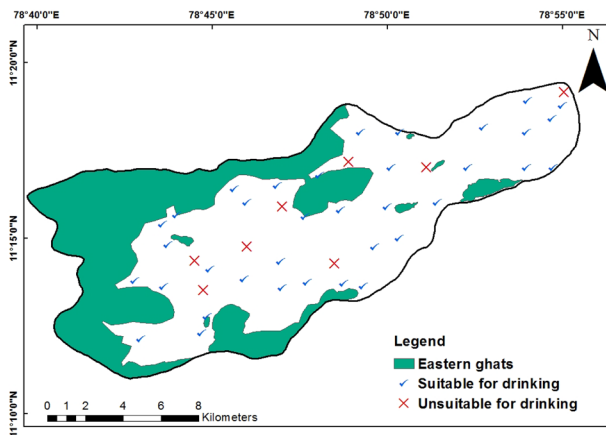 78°40'0"E 78°45'0"E 78°50'0"E 78°55'0"E
11°20'0"N
N
11°15'0"N
11°10'0"N
Legend
Eastern ghats
Suitable for drinking
Unsuitable for drinking
0 1 2 4 6 8
Kilometers